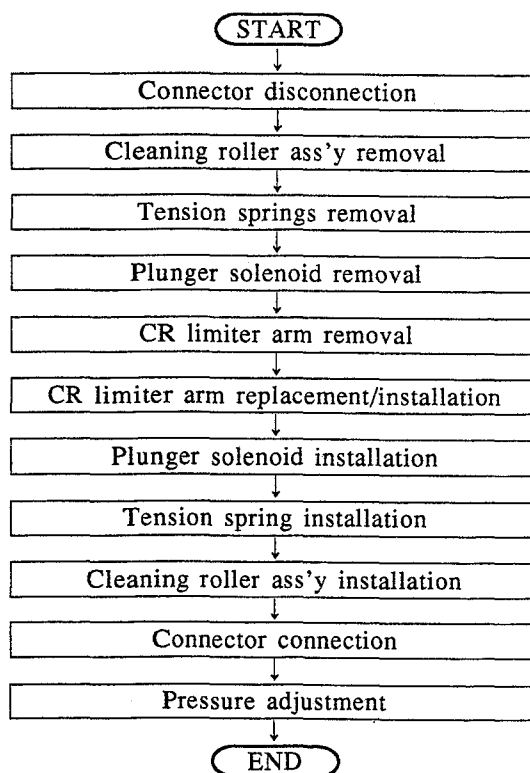 START
Connector disconnection
Cleaning roller ass'y removal
Tension springs removal
Plunger solenoid removal
CR limiter arm removal
CR limiter arm replacement/installation
Plunger solenoid installation
Tension spring installation
Cleaning roller ass'y installation
Connector connection
Pressure adjustment
END